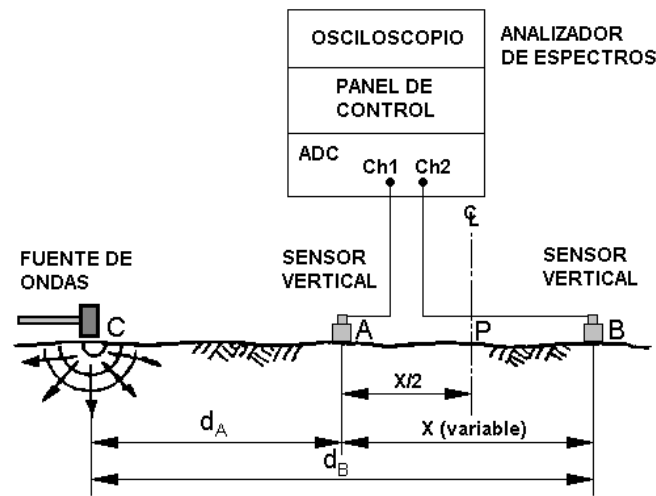 OSCILOSCOPIO
ANALIZADOR
DE ESPECTROS
PANEL DE
CONTROL
ADC
Ch1 Ch2
℄
FUENTE DE
ONDAS
SENSOR
VERTICAL
SENSOR
VERTICAL
C
A
P
B
X/2
dA
X (variable)
dB